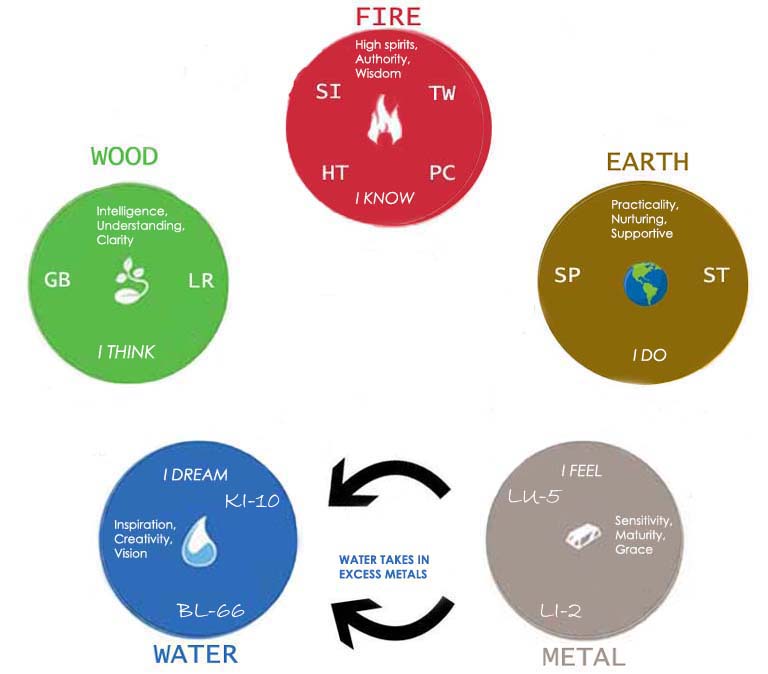 FIRE
High spirits,
Authority,
Wisdom
SI
TW
HT
PC
I KNOW
WOOD
Intelligence,
Understanding,
Clarity
GB
LR
I THINK
EARTH
Practicality,
Nurturing,
Supportive
SP
ST
I DO
I DREAM
KI-10
Inspiration,
Creativity,
Vision
BL-66
WATER
WATER TAKES IN
EXCESS METALS
I FEEL
LU-5
Sensitivity,
Maturity,
Grace
LI-2
METAL